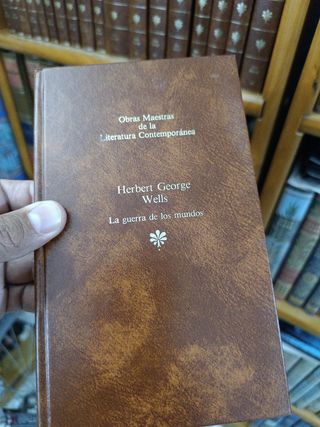 Obras Maestras
de la
Literatura Contemporánea
Herbert George
Wells
La guerra de los mundos